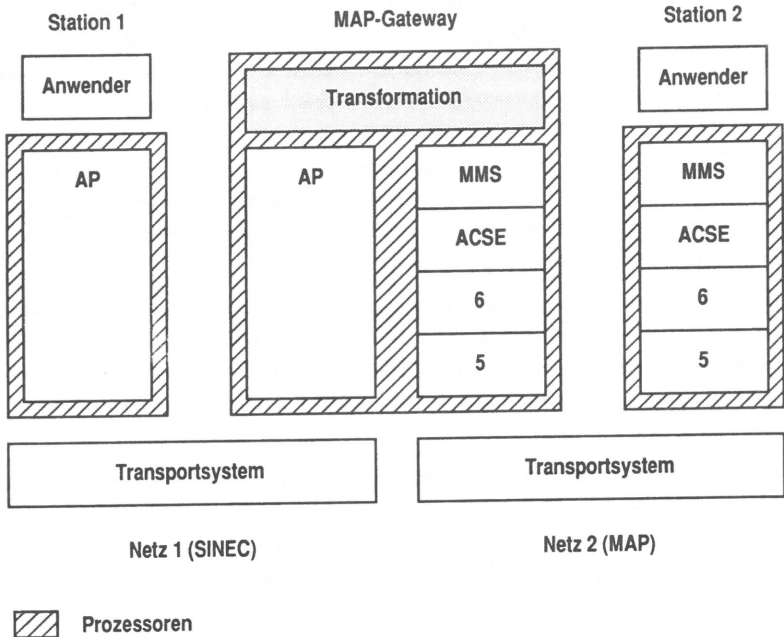 Station 1
MAP-Gateway
Station 2
Anwender
Transformation
Anwender
AP
AP
MMS
ACSE
6
5
MMS
ACSE
6
5
Transportsystem
Transportsystem
Netz 1 (SINEC)
Netz 2 (MAP)
Prozessoren